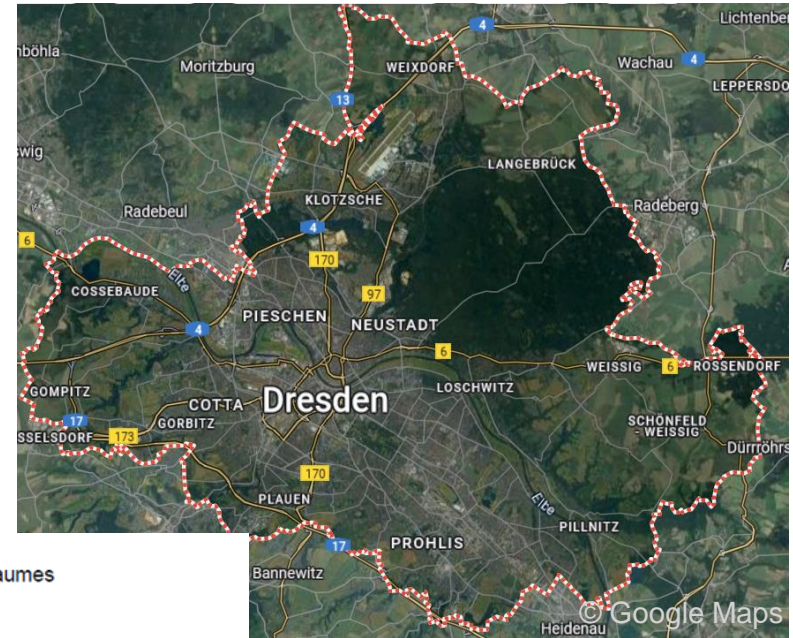 Lichtenber
4
nböhla
Moritzburg
WEIXDORF
Wachau
4
LEPPERSDO
13
swig
LANGEBRÜCK
KLOTZSCHE
Radebeul
Radeberg
4
6
170
Elbe
COSSEBAUDE
97
PIESCHEN
NEUSTADT
4
6
WEISSIG
6
ROSSENDORF
GOMPITZ
LOSCHWITZ
COTTA
Dresden
17
GORBITZ
SCHÖNFELD
- WEISSIG
SSELSDORF
173
Dürrröhrs
170
PLAUEN
Elbe
PILLNITZ
17
PROHLIS
aumes
Bannewitz
© Google Maps
Heidenau